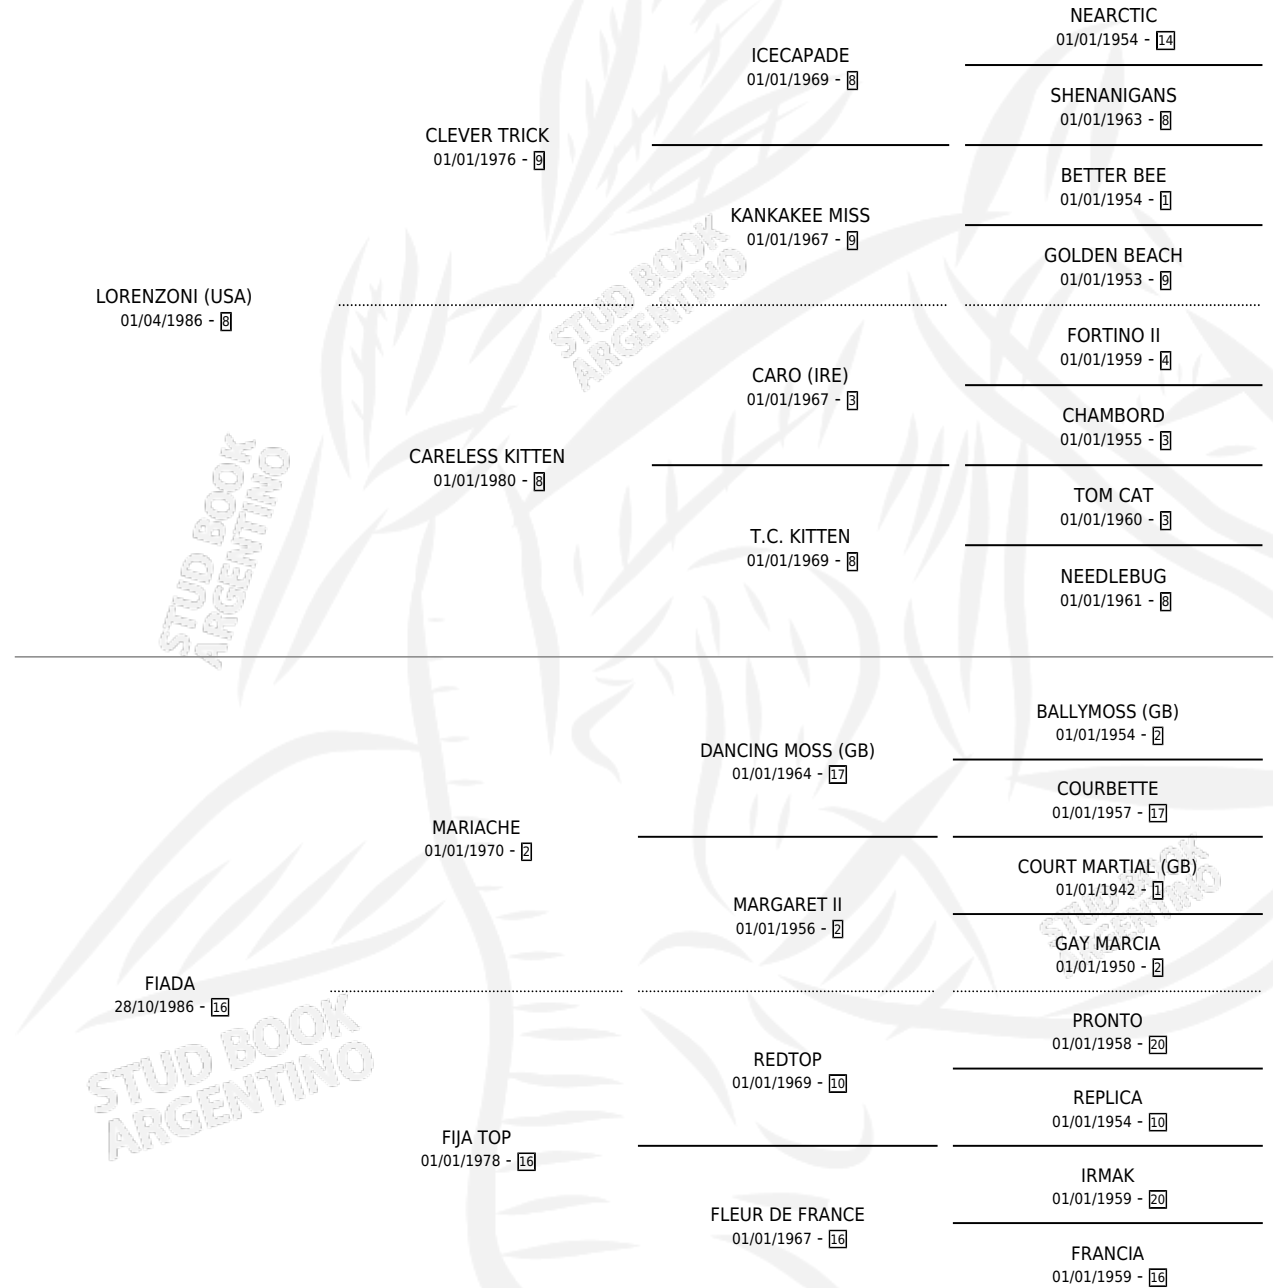 NEARCTIC
01/01/1954 - 14
ICECAPADE
01/01/1969 - 8
SHENANIGANS
01/01/1963 - 8
CLEVER TRICK
01/01/1976 - 9
BETTER BEE
01/01/1954 - 1
KANKAKEE MISS
01/01/1967 - 9
GOLDEN BEACH
01/01/1953 - 9
LORENZONI (USA)
01/04/1986 - 8
FORTINO II
01/01/1959 - 4
CARO (IRE)
01/01/1967 - 3
CHAMBORD
01/01/1955 - 3
CARELESS KITTEN
01/01/1980 - 8
TOM CAT
01/01/1960 - 3
T.C. KITTEN
01/01/1969 - 8
NEEDLEBUG
01/01/1961 - 8
BALLYMOSS (GB)
01/01/1954 - 2
DANCING MOSS (GB)
01/01/1964 - 17
COURBETTE
01/01/1957 - 17
MARIACHE
01/01/1970 - 2
COURT MARTIAL (GB)
01/01/1942 - 1
MARGARET II
01/01/1956 - 2
GAY MARCIA
01/01/1950 - 2
FIADA
28/10/1986 - 16
PRONTO
01/01/1958 - 20
REDTOP
01/01/1969 - 10
REPLICA
01/01/1954 - 10
FIJA TOP
01/01/1978 - 16
IRMAK
01/01/1959 - 20
FLEUR DE FRANCE
01/01/1967 - 16
FRANCIA
01/01/1959 - 16
STUD BOOK
ARGENTINO
STUD BOOK
ARGENTINO
STUD BOOK
ARGENTINO
STUD BOOK
ARGENTINO